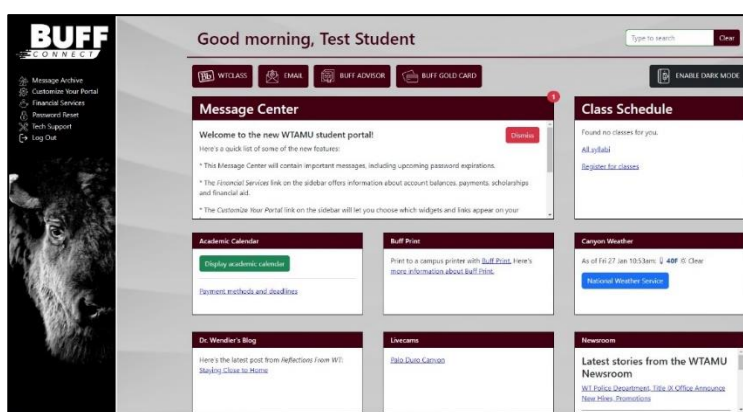 BUFF
CONNECT
Message Archive
Customize Your Portal
Financial Services
Password Reset
Tech Support
Log Out
Good morning, Test Student
Type to search
Clear
WTCLASS
EMAIL
BUFF ADVISOR
BUFF GOLD CARD
ENABLE DARK MODE
Message Center
1
Welcome to the new WTAMU student portal!
Dismiss
Here's a quick list of some of the new features:
* This Message Center will contain important messages, including upcoming password expirations.
* The Financial Services link on the sidebar offers information about account balances, payments, scholarships
and financial aid.
* The Customize Your Portal link on the sidebar will let you choose which widgets and links appear on your
Class Schedule
Found no classes for you.
All syllabi
Register for classes
Academic Calendar
Display academic calendar
Payment methods and deadlines
Buff Print
Print to a campus printer with Buff Print. Here's
more information about Buff Print.
Canyon Weather
As of Fri 27 Jan 10:53am: 40F Clear
National Weather Service
Dr. Wendler's Blog
Here's the latest post from Reflections From WT:
Staying Close to Home
Livecams
Palo Duro Canyon
Newsroom
Latest stories from the WTAMU
Newsroom
WT Police Department, Title IX Office Announce
New Hires, Promotions